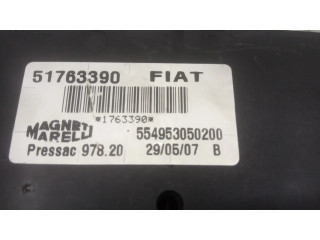 51763390 FIAT
*1763390*
MAGNETI
MARELLI
554953050200
Pressac 978.20 29/05/07 B